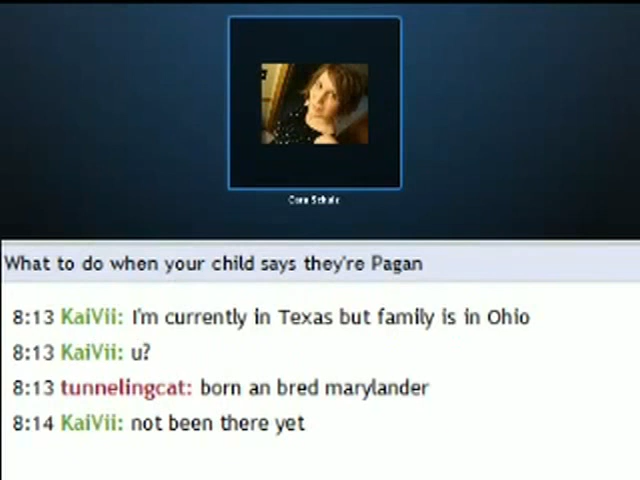 Cara Schulz
What to do when your child says they're Pagan
8:13 KaiVii: I'm currently in Texas but family is in Ohio
8:13 KaiVii: u?
8:13 tunnelingcat: born an bred marylander
8:14 KaiVii: not been there yet